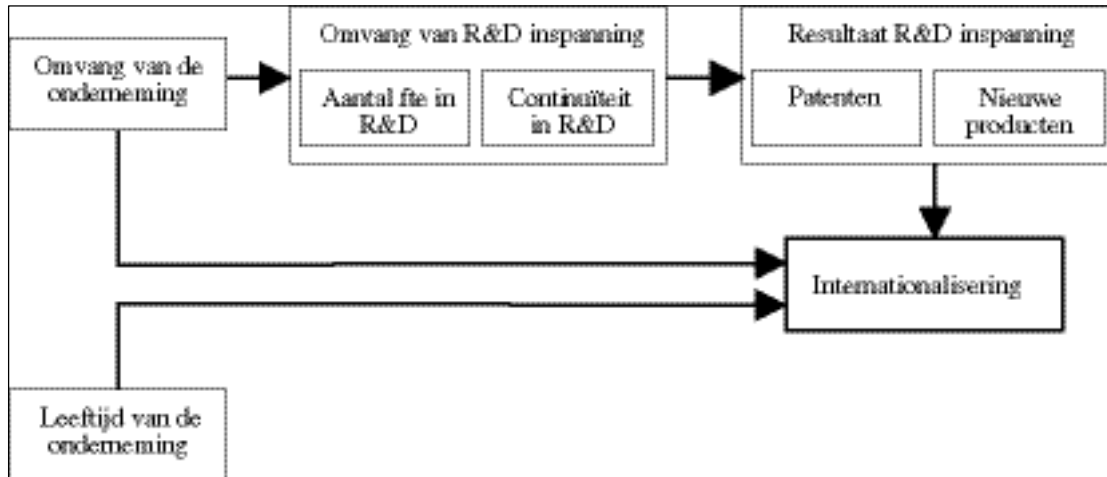 Omvang van de
onderneming
Omvang van R&D inspanning
Aantal fte in
R&D
Continuïteit
in R&D
Resultaat R&D inspanning
Patenten
Nieuwe
producten
Internationalisering
Leeftijd van de
onderneming